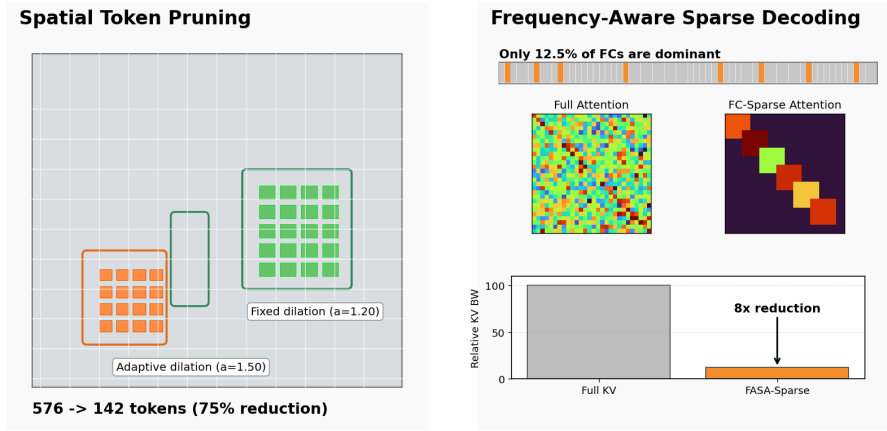 Spatial Token Pruning
Fixed dilation (a=1.20)
Adaptive dilation (a=1.50)
576 -> 142 tokens (75% reduction)
Frequency-Aware Sparse Decoding
Only 12.5% of FCs are dominant
Full Attention
FC-Sparse Attention
Relative KV BW
100
50
0
8x reduction
Full KV
FASA-Sparse